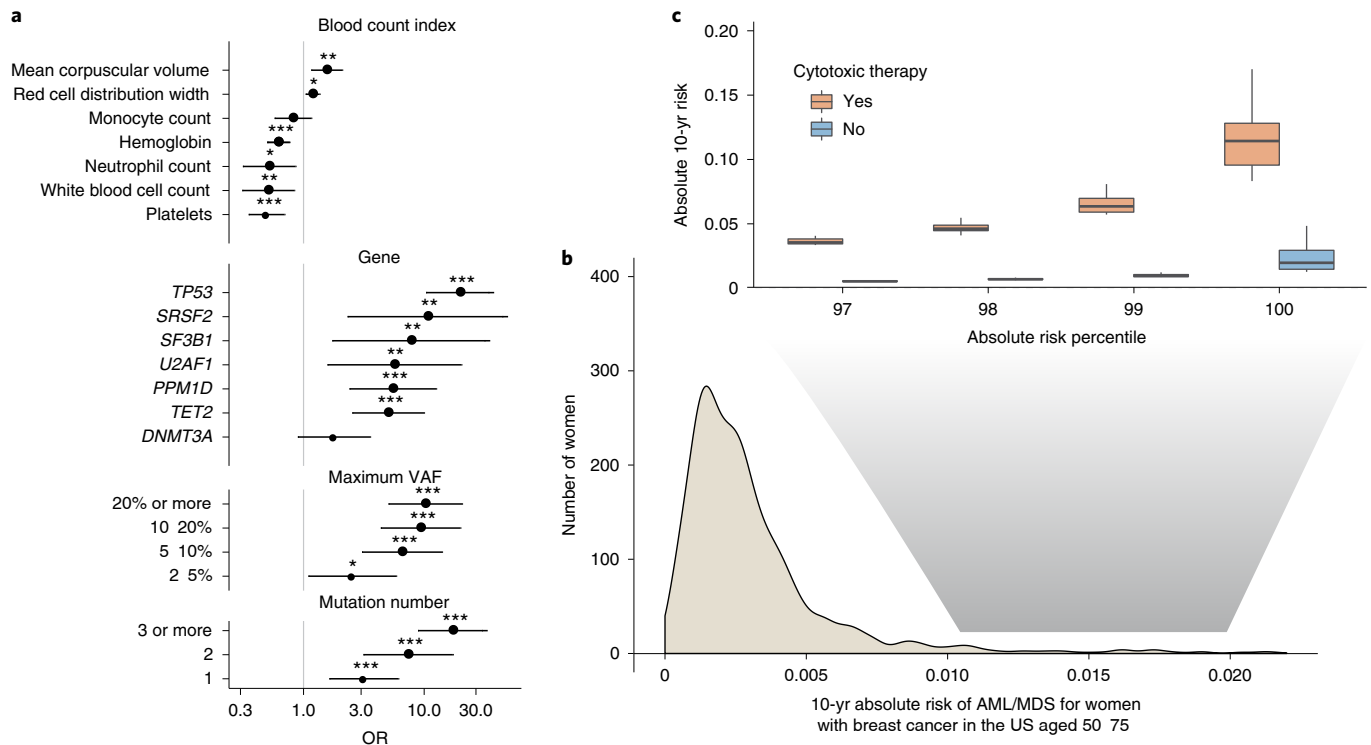 a
Blood count index
Mean corpuscular volume
**
Red cell distribution width
*
Monocyte count
Hemoglobin
***
Neutrophil count
*
White blood cell count
**
Platelets
***
Gene
TP53
***
SRSF2
**
SF3B1
**
U2AF1
**
PPM1D
***
TET2
***
DNMT3A
Maximum VAF
20% or more
***
10 20%
***
5 10%
***
2 5%
*
Mutation number
3 or more
***
2
***
1
***
0.3 1.0 3.0 10.0 30.0
OR
b
400
300
200
100
0
Number of women
0 0.005 0.010 0.015 0.020
10-yr absolute risk of AML/MDS for women
with breast cancer in the US aged 50 75
c
0.20
0.15
0.10
0.05
0
Absolute 10-yr risk
Cytotoxic therapy
Yes
No
97 98 99 100
Absolute risk percentile